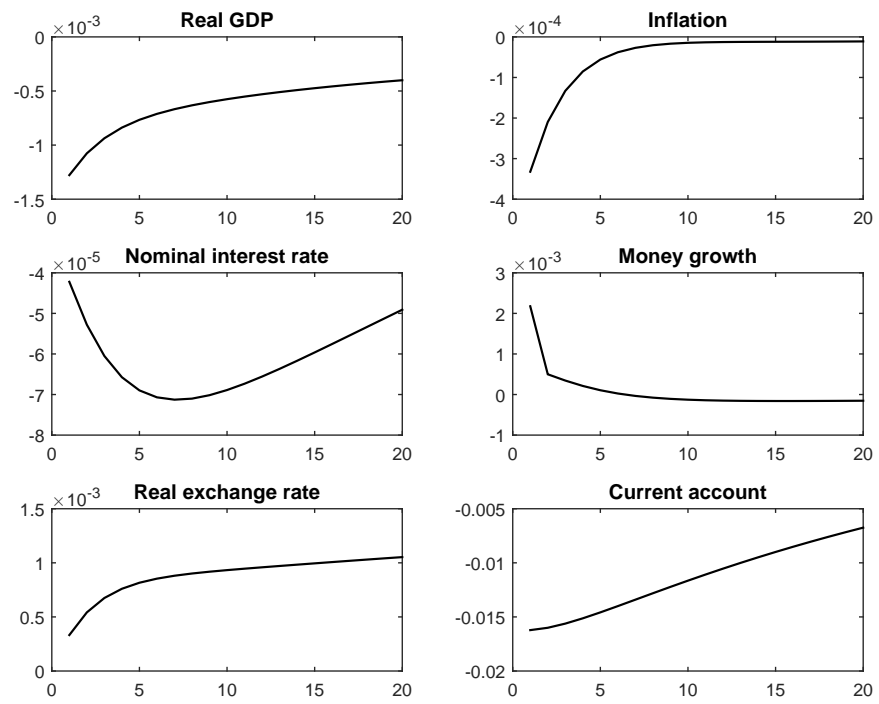 Real GDP
×10-3
0
-0.5
-1
-1.5
0 5 10 15 20
Inflation
×10-4
0
-1
-2
-3
-4
0 5 10 15 20
Nominal interest rate
×10-5
-4
-5
-6
-7
-8
0 5 10 15 20
Money growth
×10-3
3
2
1
0
-1
0 5 10 15 20
Real exchange rate
×10-3
1.5
1
0.5
0
0 5 10 15 20
Current account
-0.005
-0.01
-0.015
-0.02
0 5 10 15 20